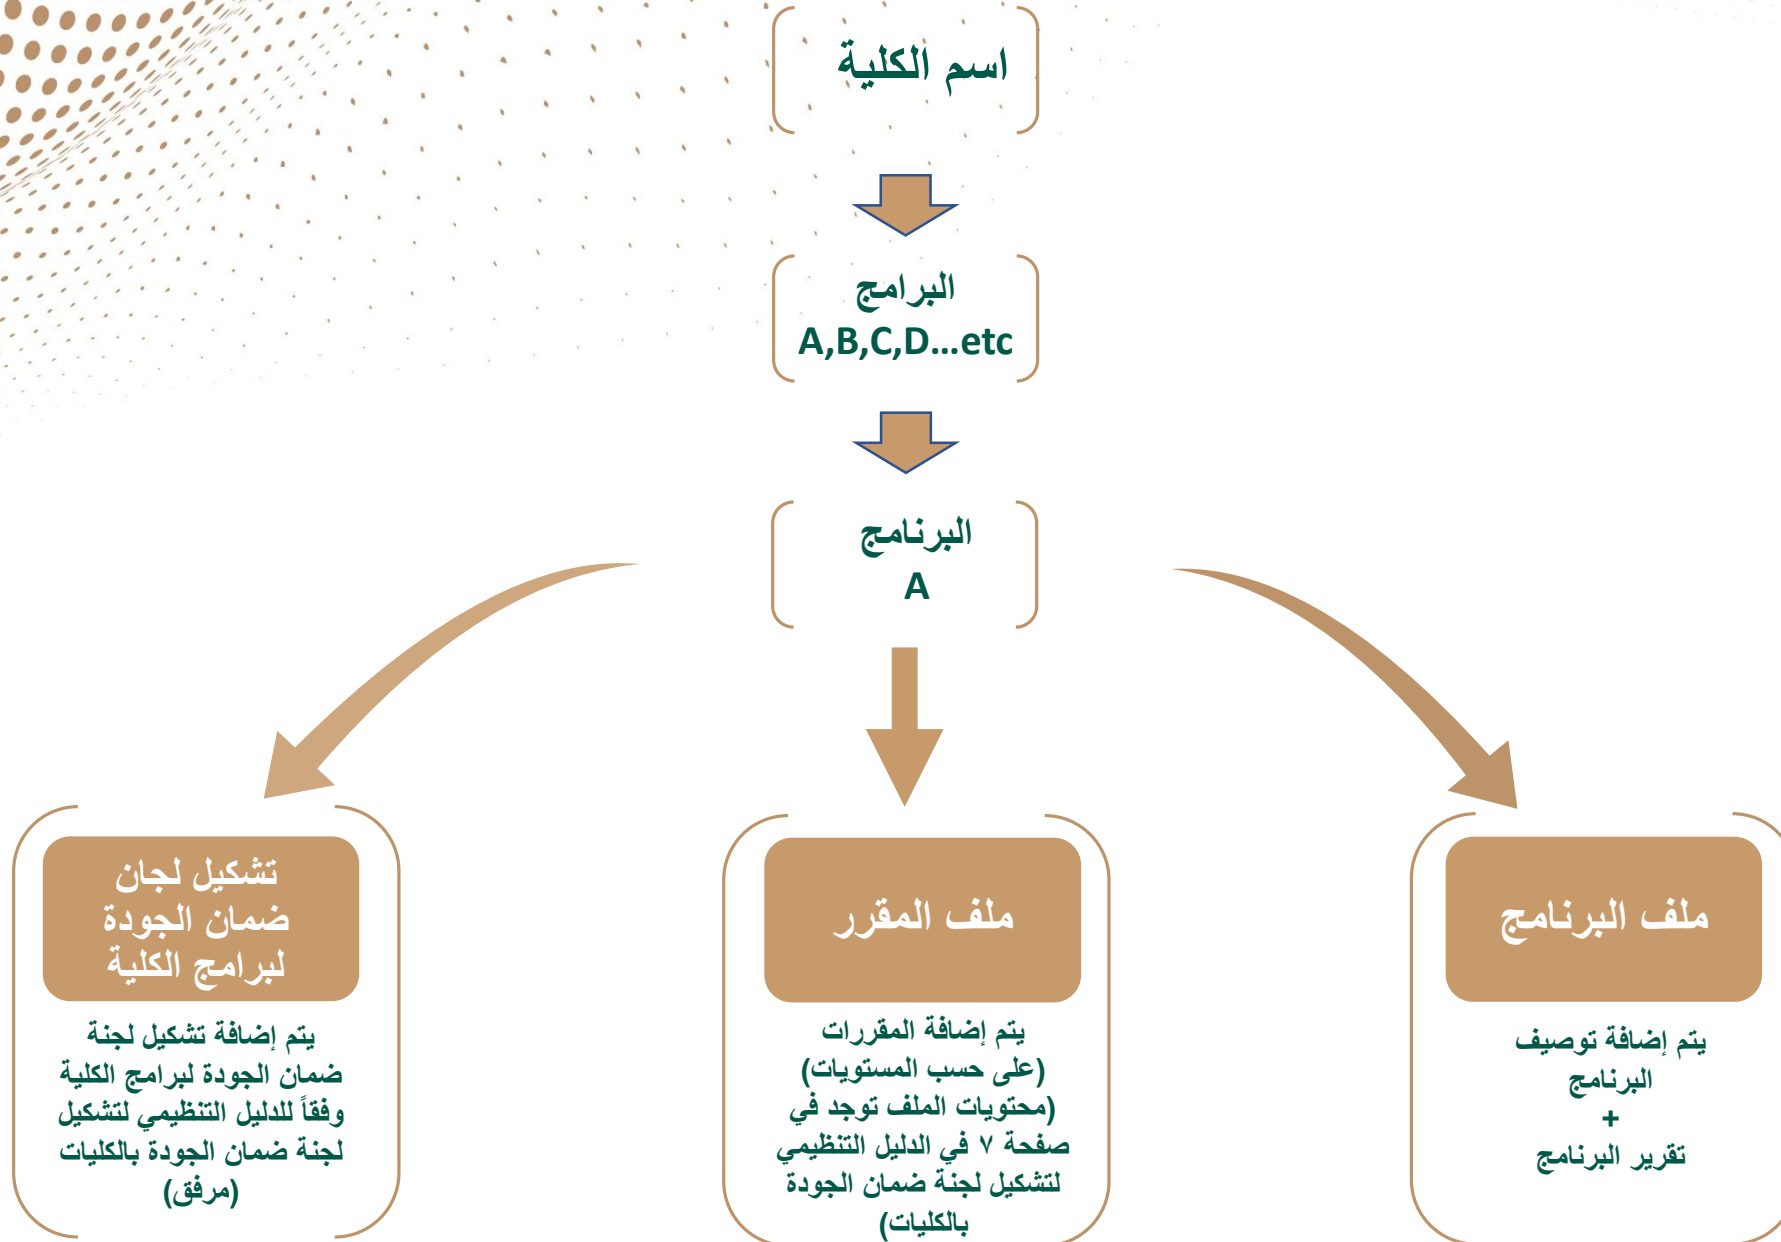 اسم الكلية
البرامج
A,B,C,D...etc
البرنامج
A
ملف البرنامج
يتم إضافة توصيف
البرنامج
+
تقرير البرنامج
ملف المقرر
يتم إضافة المقررات
(على حسب المستويات)
(محتويات الملف توجد في
صفحة ٧ في الدليل التنظيمي
لتشكيل لجنة ضمان الجودة
بالكليات)
تشكيل لجان
ضمان الجودة
لبرامج الكلية
يتم إضافة تشكيل لجنة
ضمان الجودة لبرامج الكلية
وفقاً للدليل التنظيمي لتشكيل
لجنة ضمان الجودة بالكليات
(مرفق)